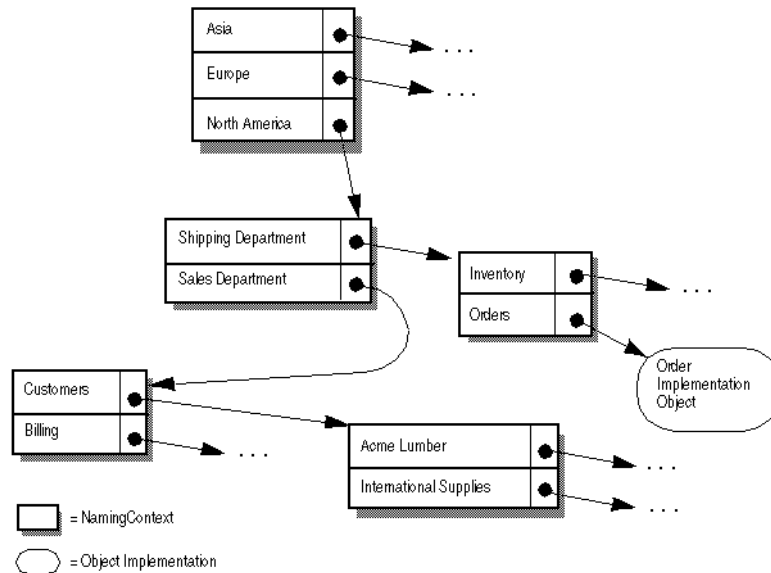 Asia
. . .
Europe
. . .
North America
Shipping Department
Sales Department
Inventory
. . .
Orders
Order
Implementation
Object
Customers
Billing
. . .
Acme Lumber
. . .
International Supplies
. . .
= NamingContext
= Object Implementation